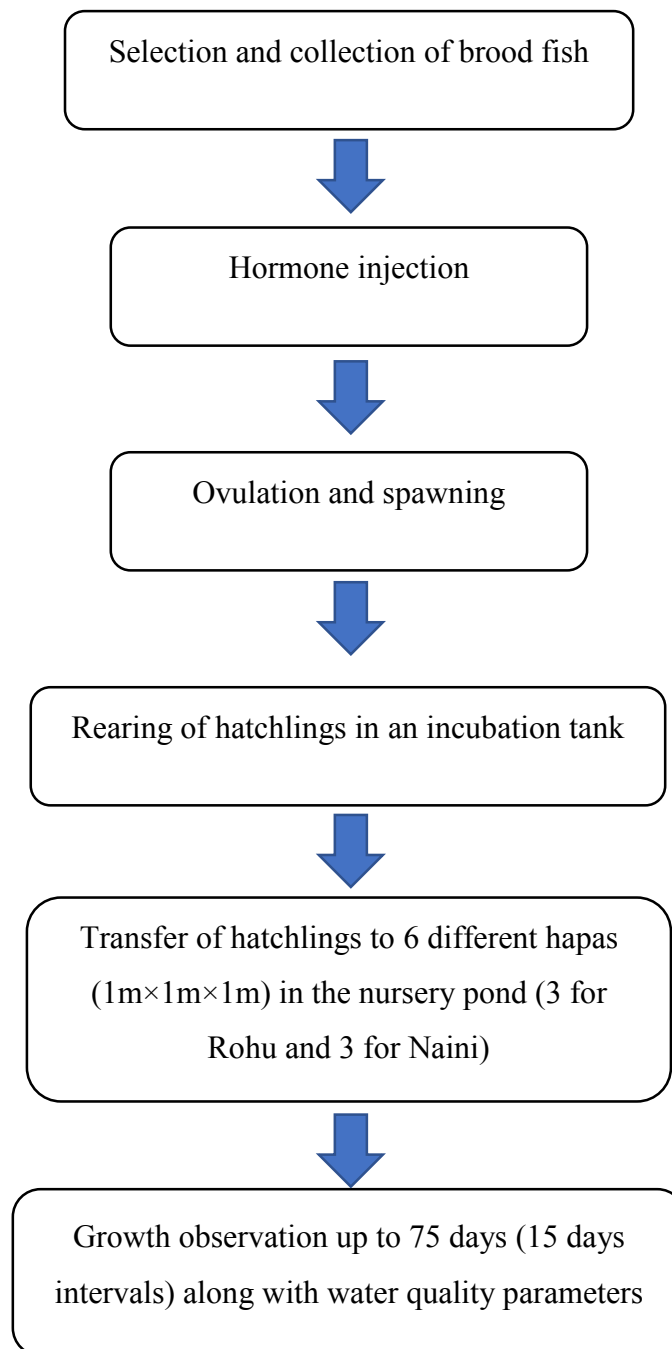 Selection and collection of brood fish
Hormone injection
Ovulation and spawning
Rearing of hatchlings in an incubation tank
Transfer of hatchlings to 6 different hapas
(1m×1m×1m) in the nursery pond (3 for
Rohu and 3 for Naini)
Growth observation up to 75 days (15 days
intervals) along with water quality parameters